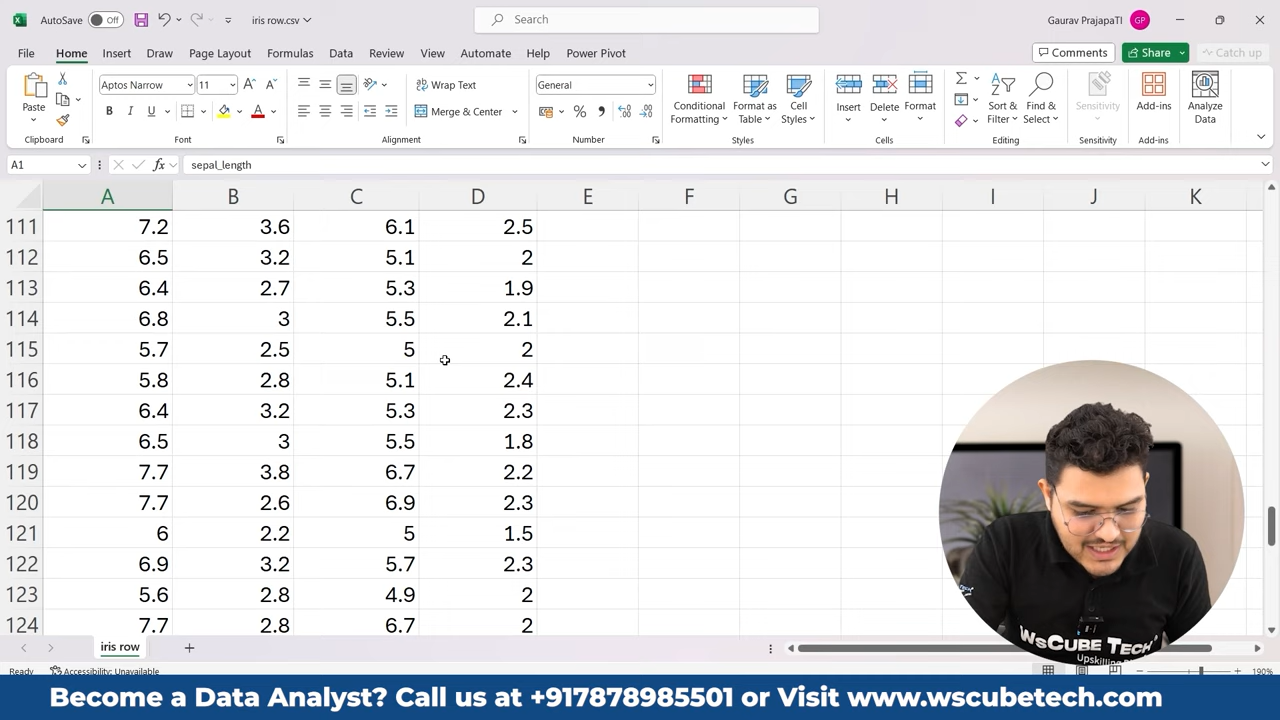 AutoSave Off iris row.csv Search Gaurav PrajapaTI GP
File Home Insert Draw Page Layout Formulas Data Review View Automate Help Power Pivot Comments Share Catch up
Aptos Narrow 11 Wrap Text General
Paste B I U Merge & Center Conditional Formatting Format as Table Cell Styles Insert Delete Format Sort & Filter Find & Select Sensitivity Add-ins Analyze Data
Clipboard Font Alignment Number Styles Cells Editing Sensitivity Add-ins
A1 fx sepal_length
A B C D E F G H I J K
111 7.2 3.6 6.1 2.5
112 6.5 3.2 5.1 2
113 6.4 2.7 5.3 1.9
114 6.8 3 5.5 2.1
115 5.7 2.5 5 2
116 5.8 2.8 5.1 2.4
117 6.4 3.2 5.3 2.3
118 6.5 3 5.5 1.8
119 7.7 3.8 6.7 2.2
120 7.7 2.6 6.9 2.3
121 6 2.2 5 1.5
122 6.9 3.2 5.7 2.3
123 5.6 2.8 4.9 2
124 7.7 2.8 6.7 2
WsCUBE TECH
Upskilling
iris row
Ready Accessibility: Unavailable 190%
Become a Data Analyst? Call us at +917878985501 or Visit www.wscubetech.com